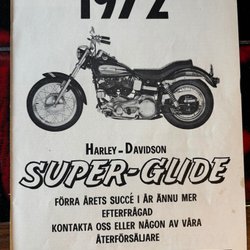 1972
HARLEY-DAVIDSON
SUPER-GLIDE
FÖRRA ÅRETS SUCCÉ I ÅR ÄNNU MER
EFTERFRÅGAD
KONTAKTA OSS ELLER NÅGON AV VÅRA
ÅTERFÖRSÄLJARE